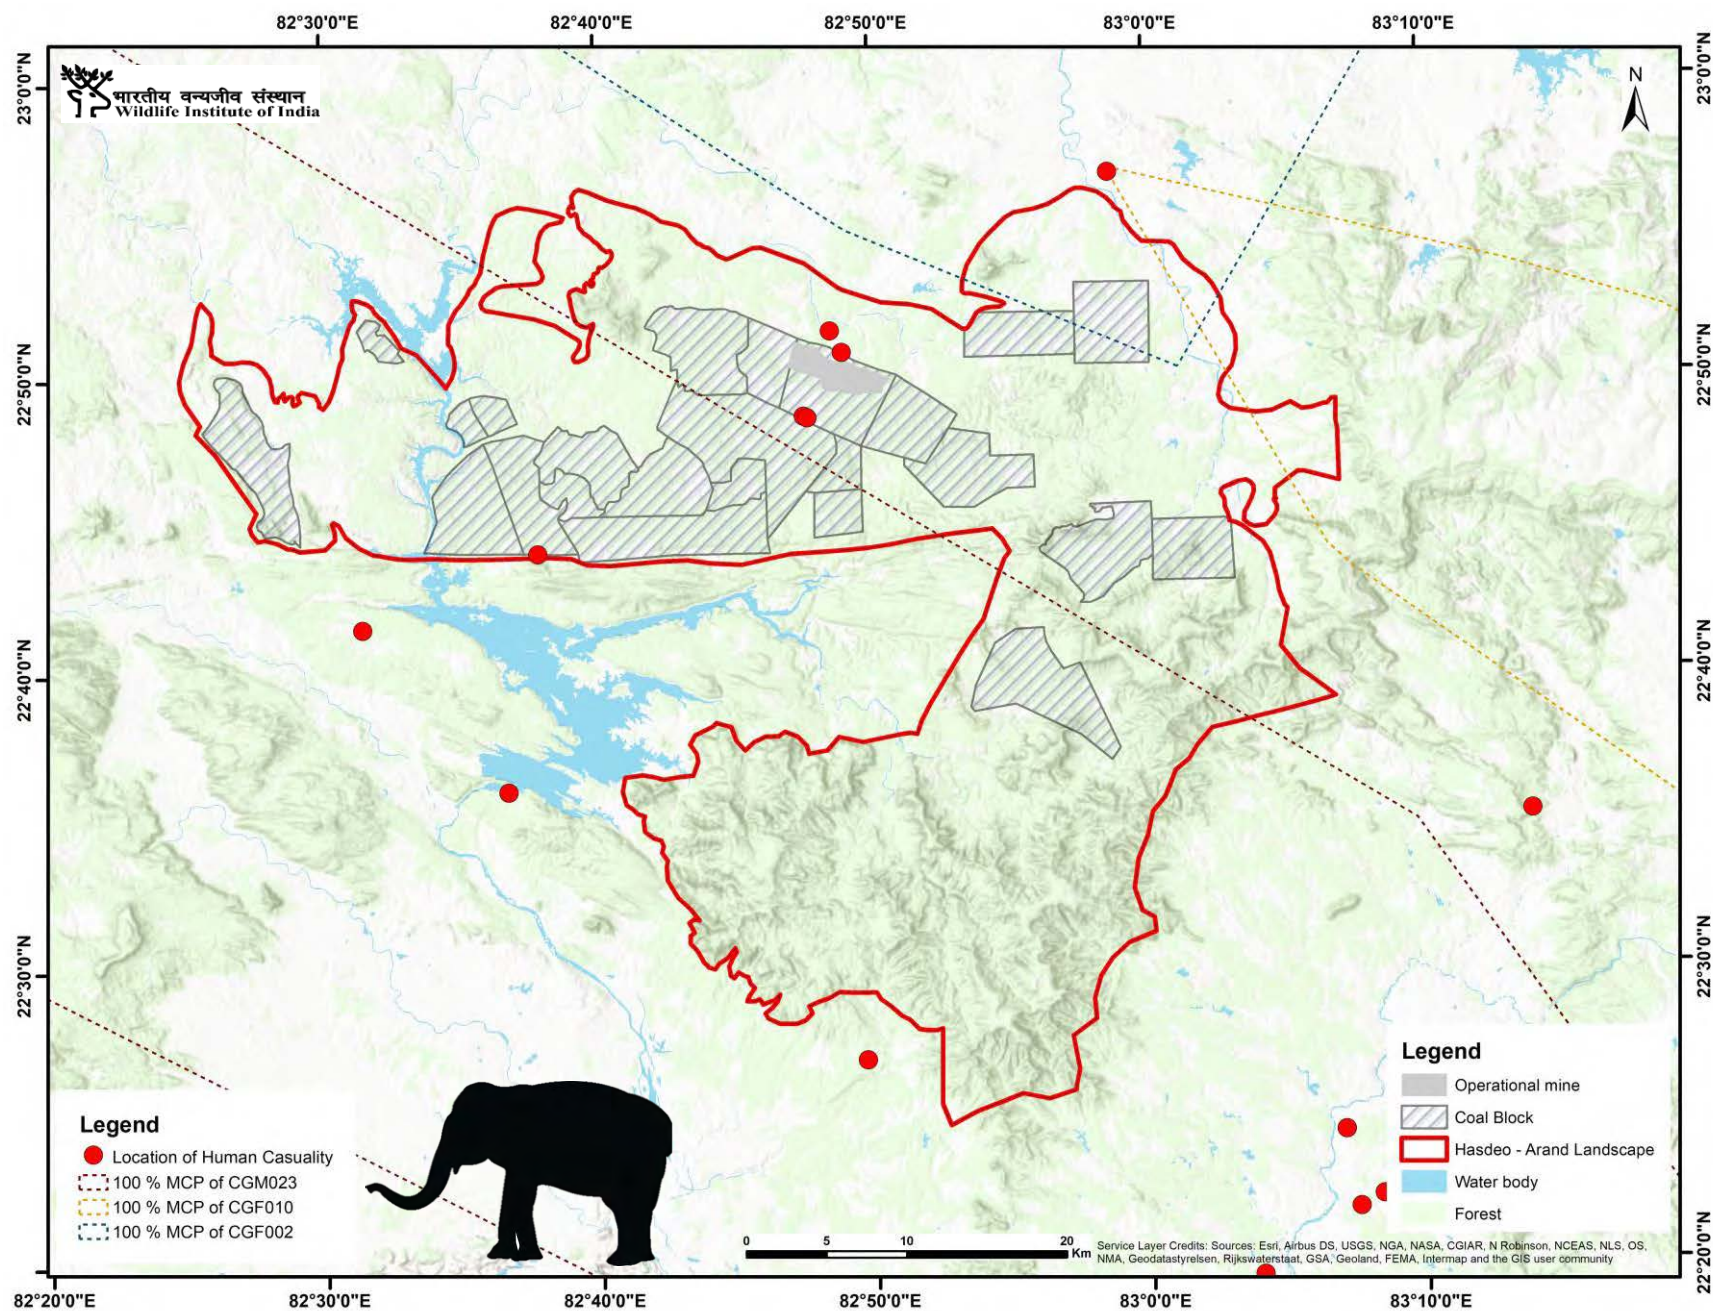 82°30'0"E 82°40'0"E 82°50'0"E 83°0'0"E 83°10'0"E
23°0'0"N
22°50'0"N
22°40'0"N
22°30'0"N
भारतीय वन्यजीव संस्थान
Wildlife Institute of India
N
23°0'0"N
22°50'0"N
22°40'0"N
22°30'0"N
22°20'0"N
Legend
Location of Human Casuality
100 % MCP of CGM023
100 % MCP of CGF010
100 % MCP of CGF002
Legend
Operational mine
Coal Block
Hasdeo - Arand Landscape
Water body
Forest
0 5 10 20
Km
Service Layer Credits: Sources: Esri, Airbus DS, USGS, NGA, NASA, CGIAR, N Robinson, NCEAS, NLS, OS,
NMA, Geodatastyrelsen, Rijkswaterstaat, GSA, Geoland, FEMA, Intermap and the GIS user community
82°20'0"E 82°30'0"E 82°40'0"E 82°50'0"E 83°0'0"E 83°10'0"E